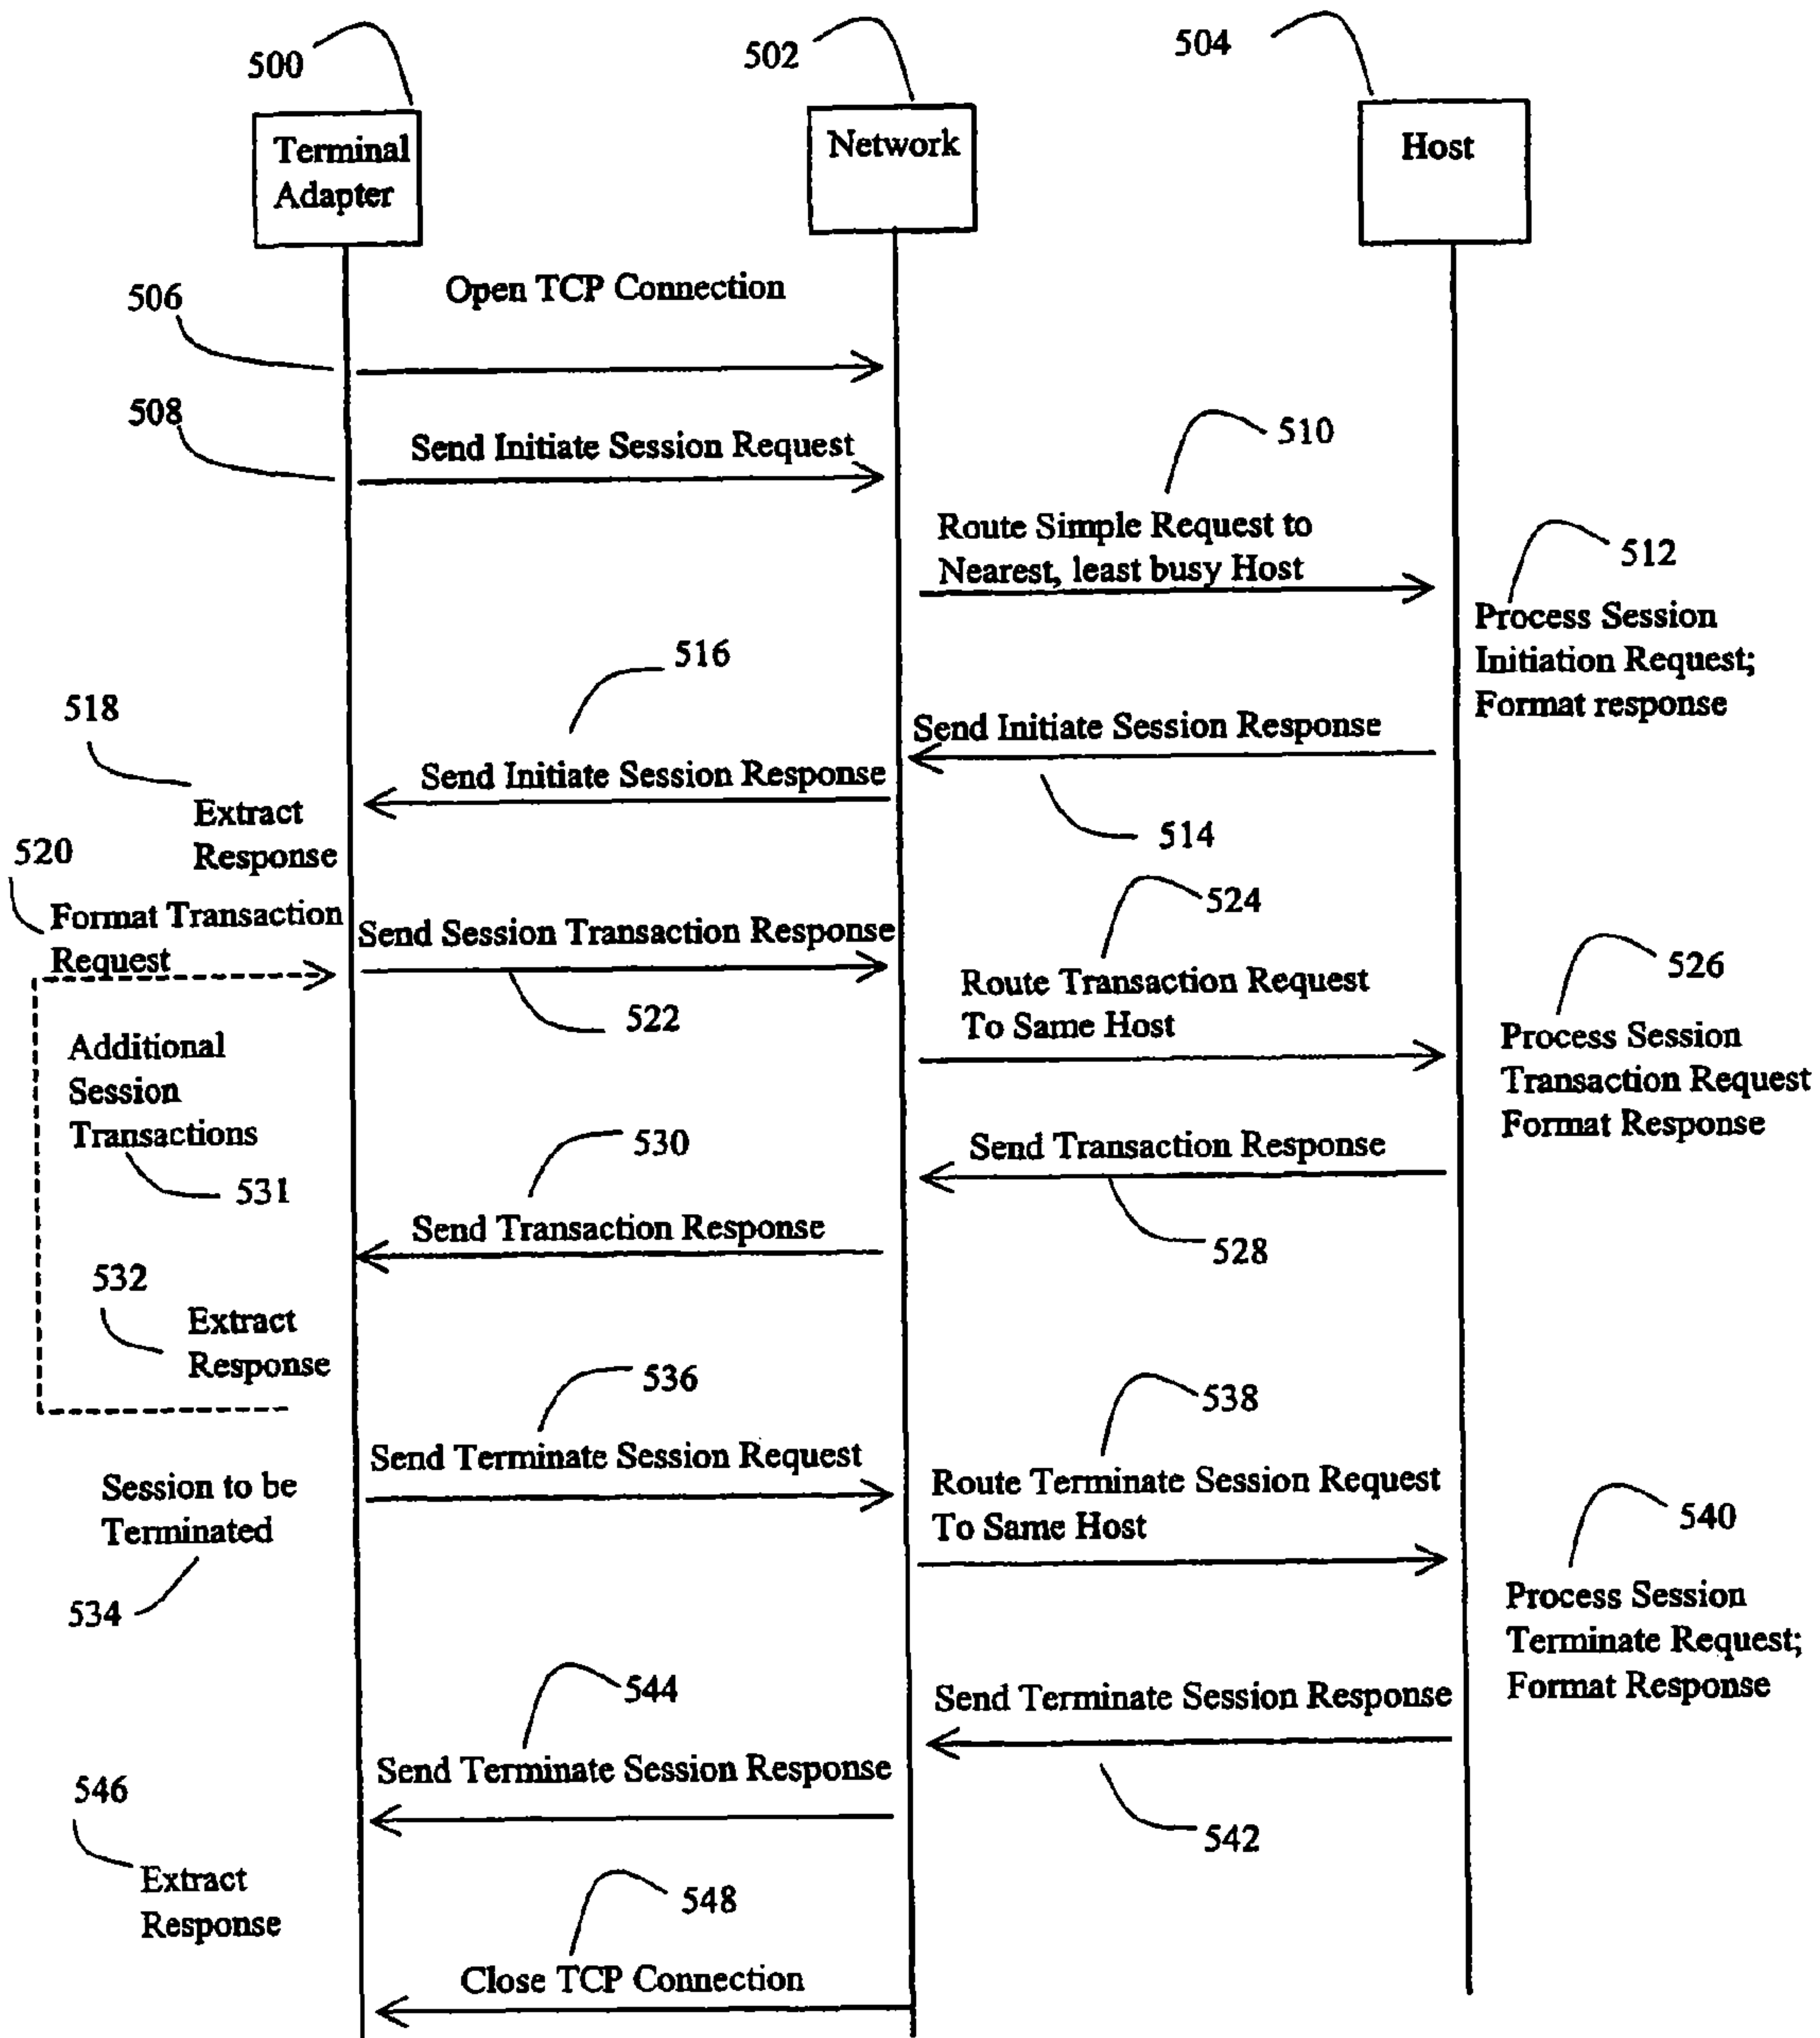 500
502
504
Terminal
Adapter
Network
Host
506
Open TCP Connection
508
Send Initiate Session Request
510
Route Simple Request to
Nearest, least busy Host
512
Process Session
Initiation Request;
Format response
516
518
Send Initiate Session Response
Send Initiate Session Response
Extract
Response
514
520
524
Format Transaction
Request
Send Session Transaction Response
522
Route Transaction Request
To Same Host
526
Process Session
Transaction Request
Format Response
Additional
Session
Transactions
531
530
Send Transaction Response
Send Transaction Response
528
532
Extract
Response
536
538
Send Terminate Session Request
Route Terminate Session Request
To Same Host
Session to be
Terminated
534
540
Process Session
Terminate Request;
Format Response
544
Send Terminate Session Response
Send Terminate Session Response
542
546
Extract
Response
548
Close TCP Connection